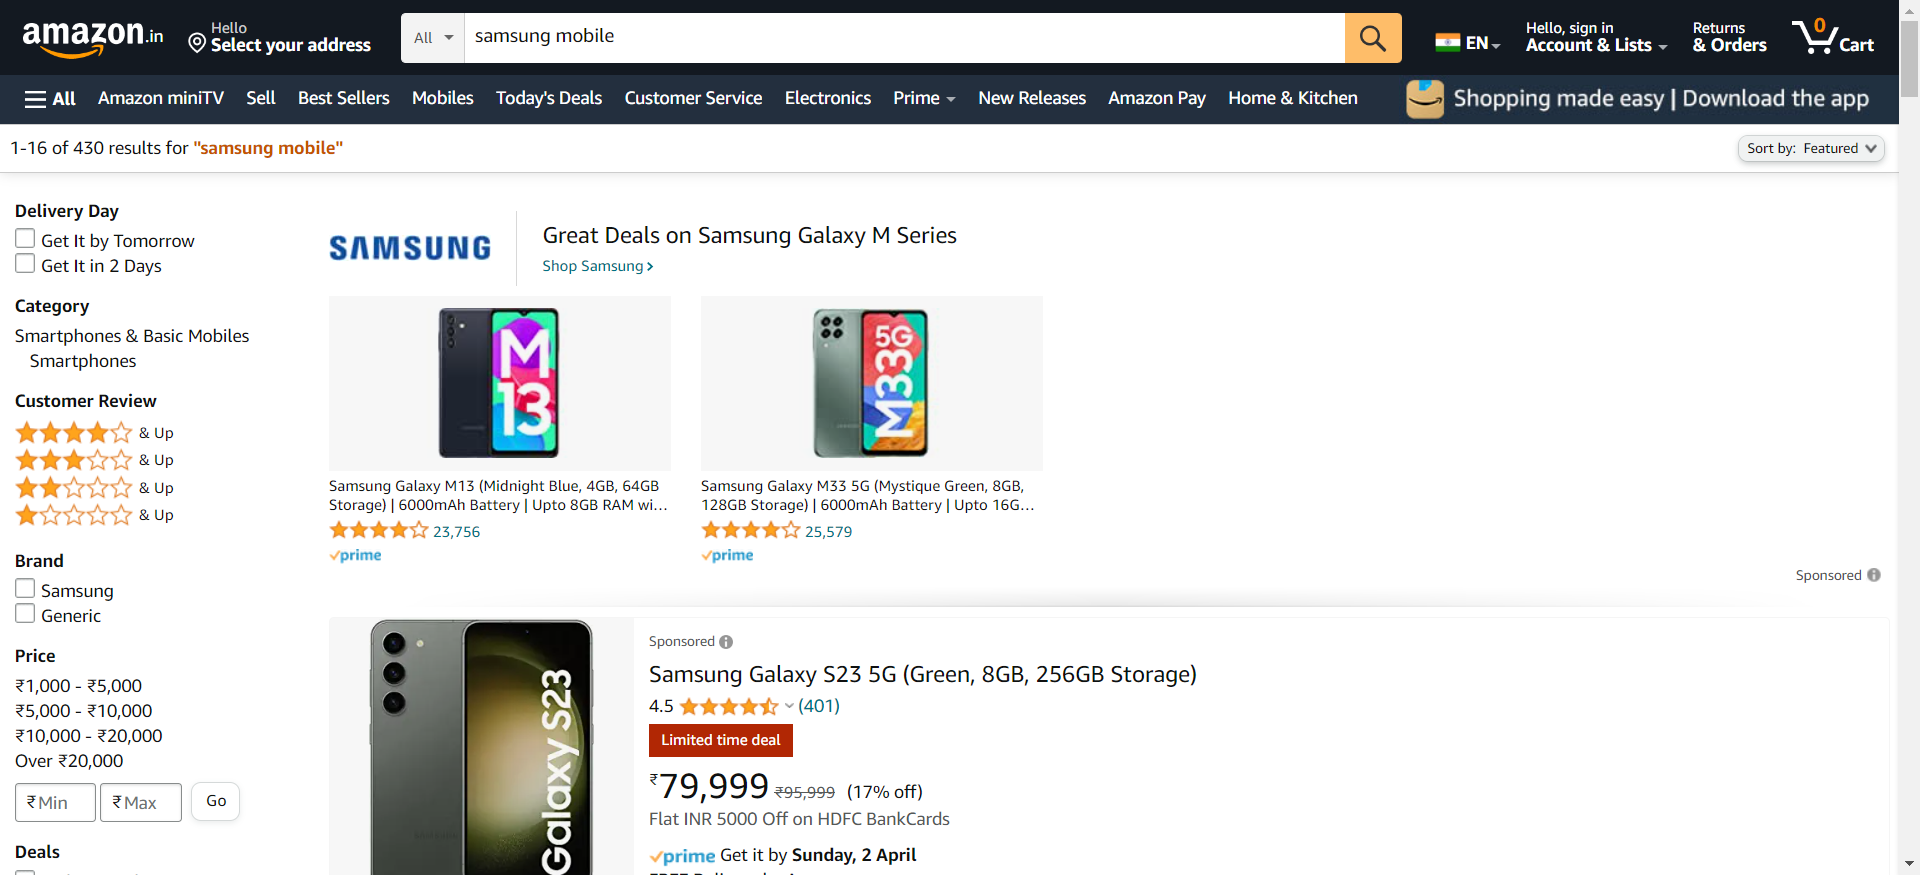 amazon.in
Hello
Select your address
All
samsung mobile
EN
Hello, sign in
Account & Lists
Returns
& Orders
0
Cart
All
Amazon miniTV
Sell
Best Sellers
Mobiles
Today's Deals
Customer Service
Electronics
Prime
New Releases
Amazon Pay
Home & Kitchen
Shopping made easy | Download the app
1-16 of 430 results for "samsung mobile"
Sort by: Featured
Delivery Day
Get It by Tomorrow
Get It in 2 Days
Category
Smartphones & Basic Mobiles
Smartphones
Customer Review
& Up
& Up
& Up
& Up
Brand
Samsung
Generic
Price
₹1,000 - ₹5,000
₹5,000 - ₹10,000
₹10,000 - ₹20,000
Over ₹20,000
₹ Min
₹ Max
Go
Deals
SAMSUNG
Great Deals on Samsung Galaxy M Series
Shop Samsung
M
13
5G
M33
Samsung Galaxy M13 (Midnight Blue, 4GB, 64GB
Storage) | 6000mAh Battery | Upto 8GB RAM wi...
23,756
prime
Samsung Galaxy M33 5G (Mystique Green, 8GB,
128GB Storage) | 6000mAh Battery | Upto 16G...
25,579
prime
Sponsored
Galaxy S23
Sponsored
Samsung Galaxy S23 5G (Green, 8GB, 256GB Storage)
4.5
(401)
Limited time deal
₹79,999 ₹95,999 (17% off)
Flat INR 5000 Off on HDFC BankCards
prime Get it by Sunday, 2 April